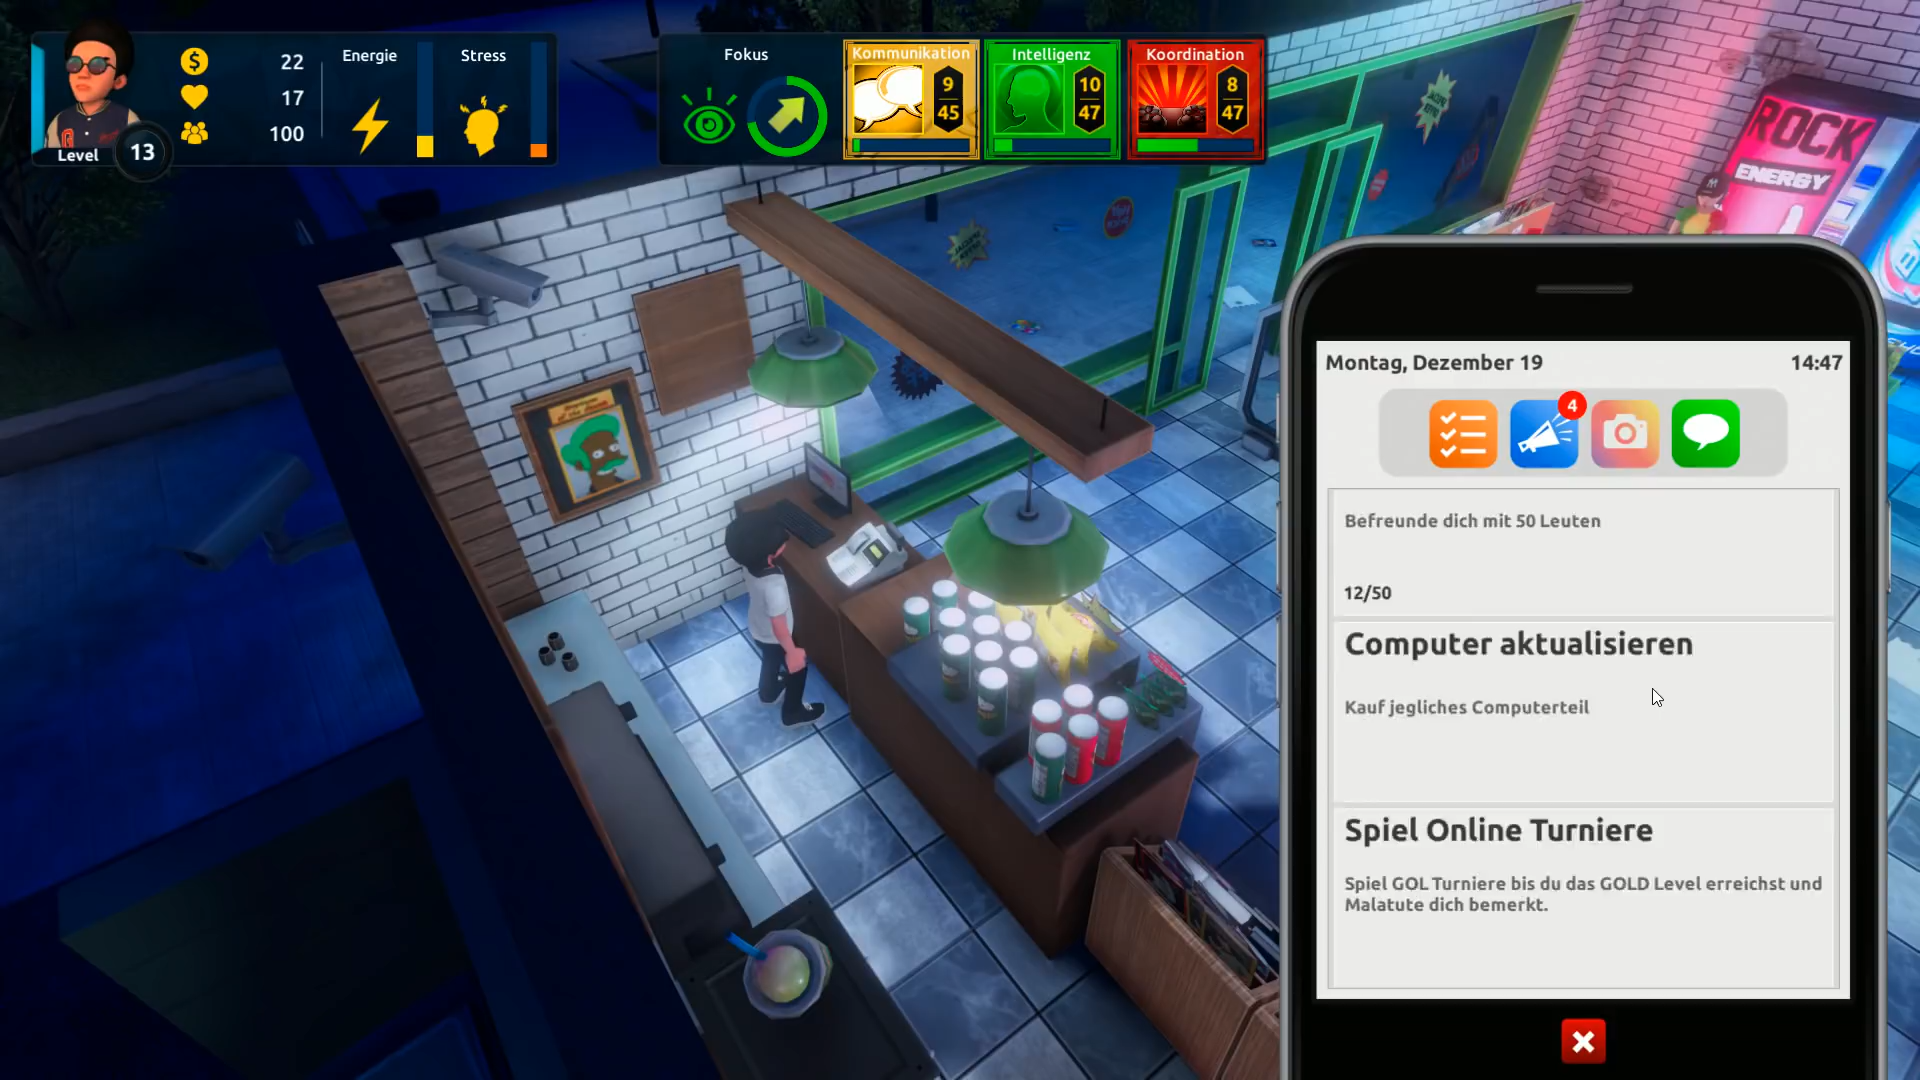 Level 13
22
17
100
Energie
Stress
Fokus
Kommunikation
9
45
Intelligenz
10
47
Koordination
8
47
ROCK
ENERGY
Montag, Dezember 19
14:47
4
Befreunde dich mit 50 Leuten
12/50
Computer aktualisieren
Kauf jegliches Computerteil
Spiel Online Turniere
Spiel GOL Turniere bis du das GOLD Level erreichst und
Malatute dich bemerkt.